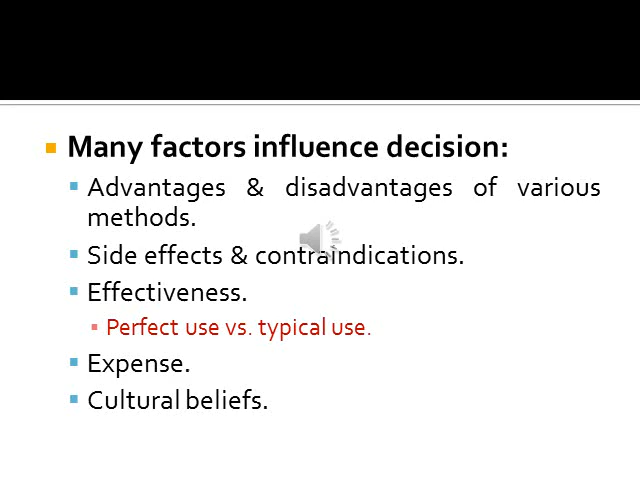 Many factors influence decision:
Advantages & disadvantages of various
methods.
Side effects & contraindications.
Effectiveness.
Perfect use vs. typical use.
Expense.
Cultural beliefs.